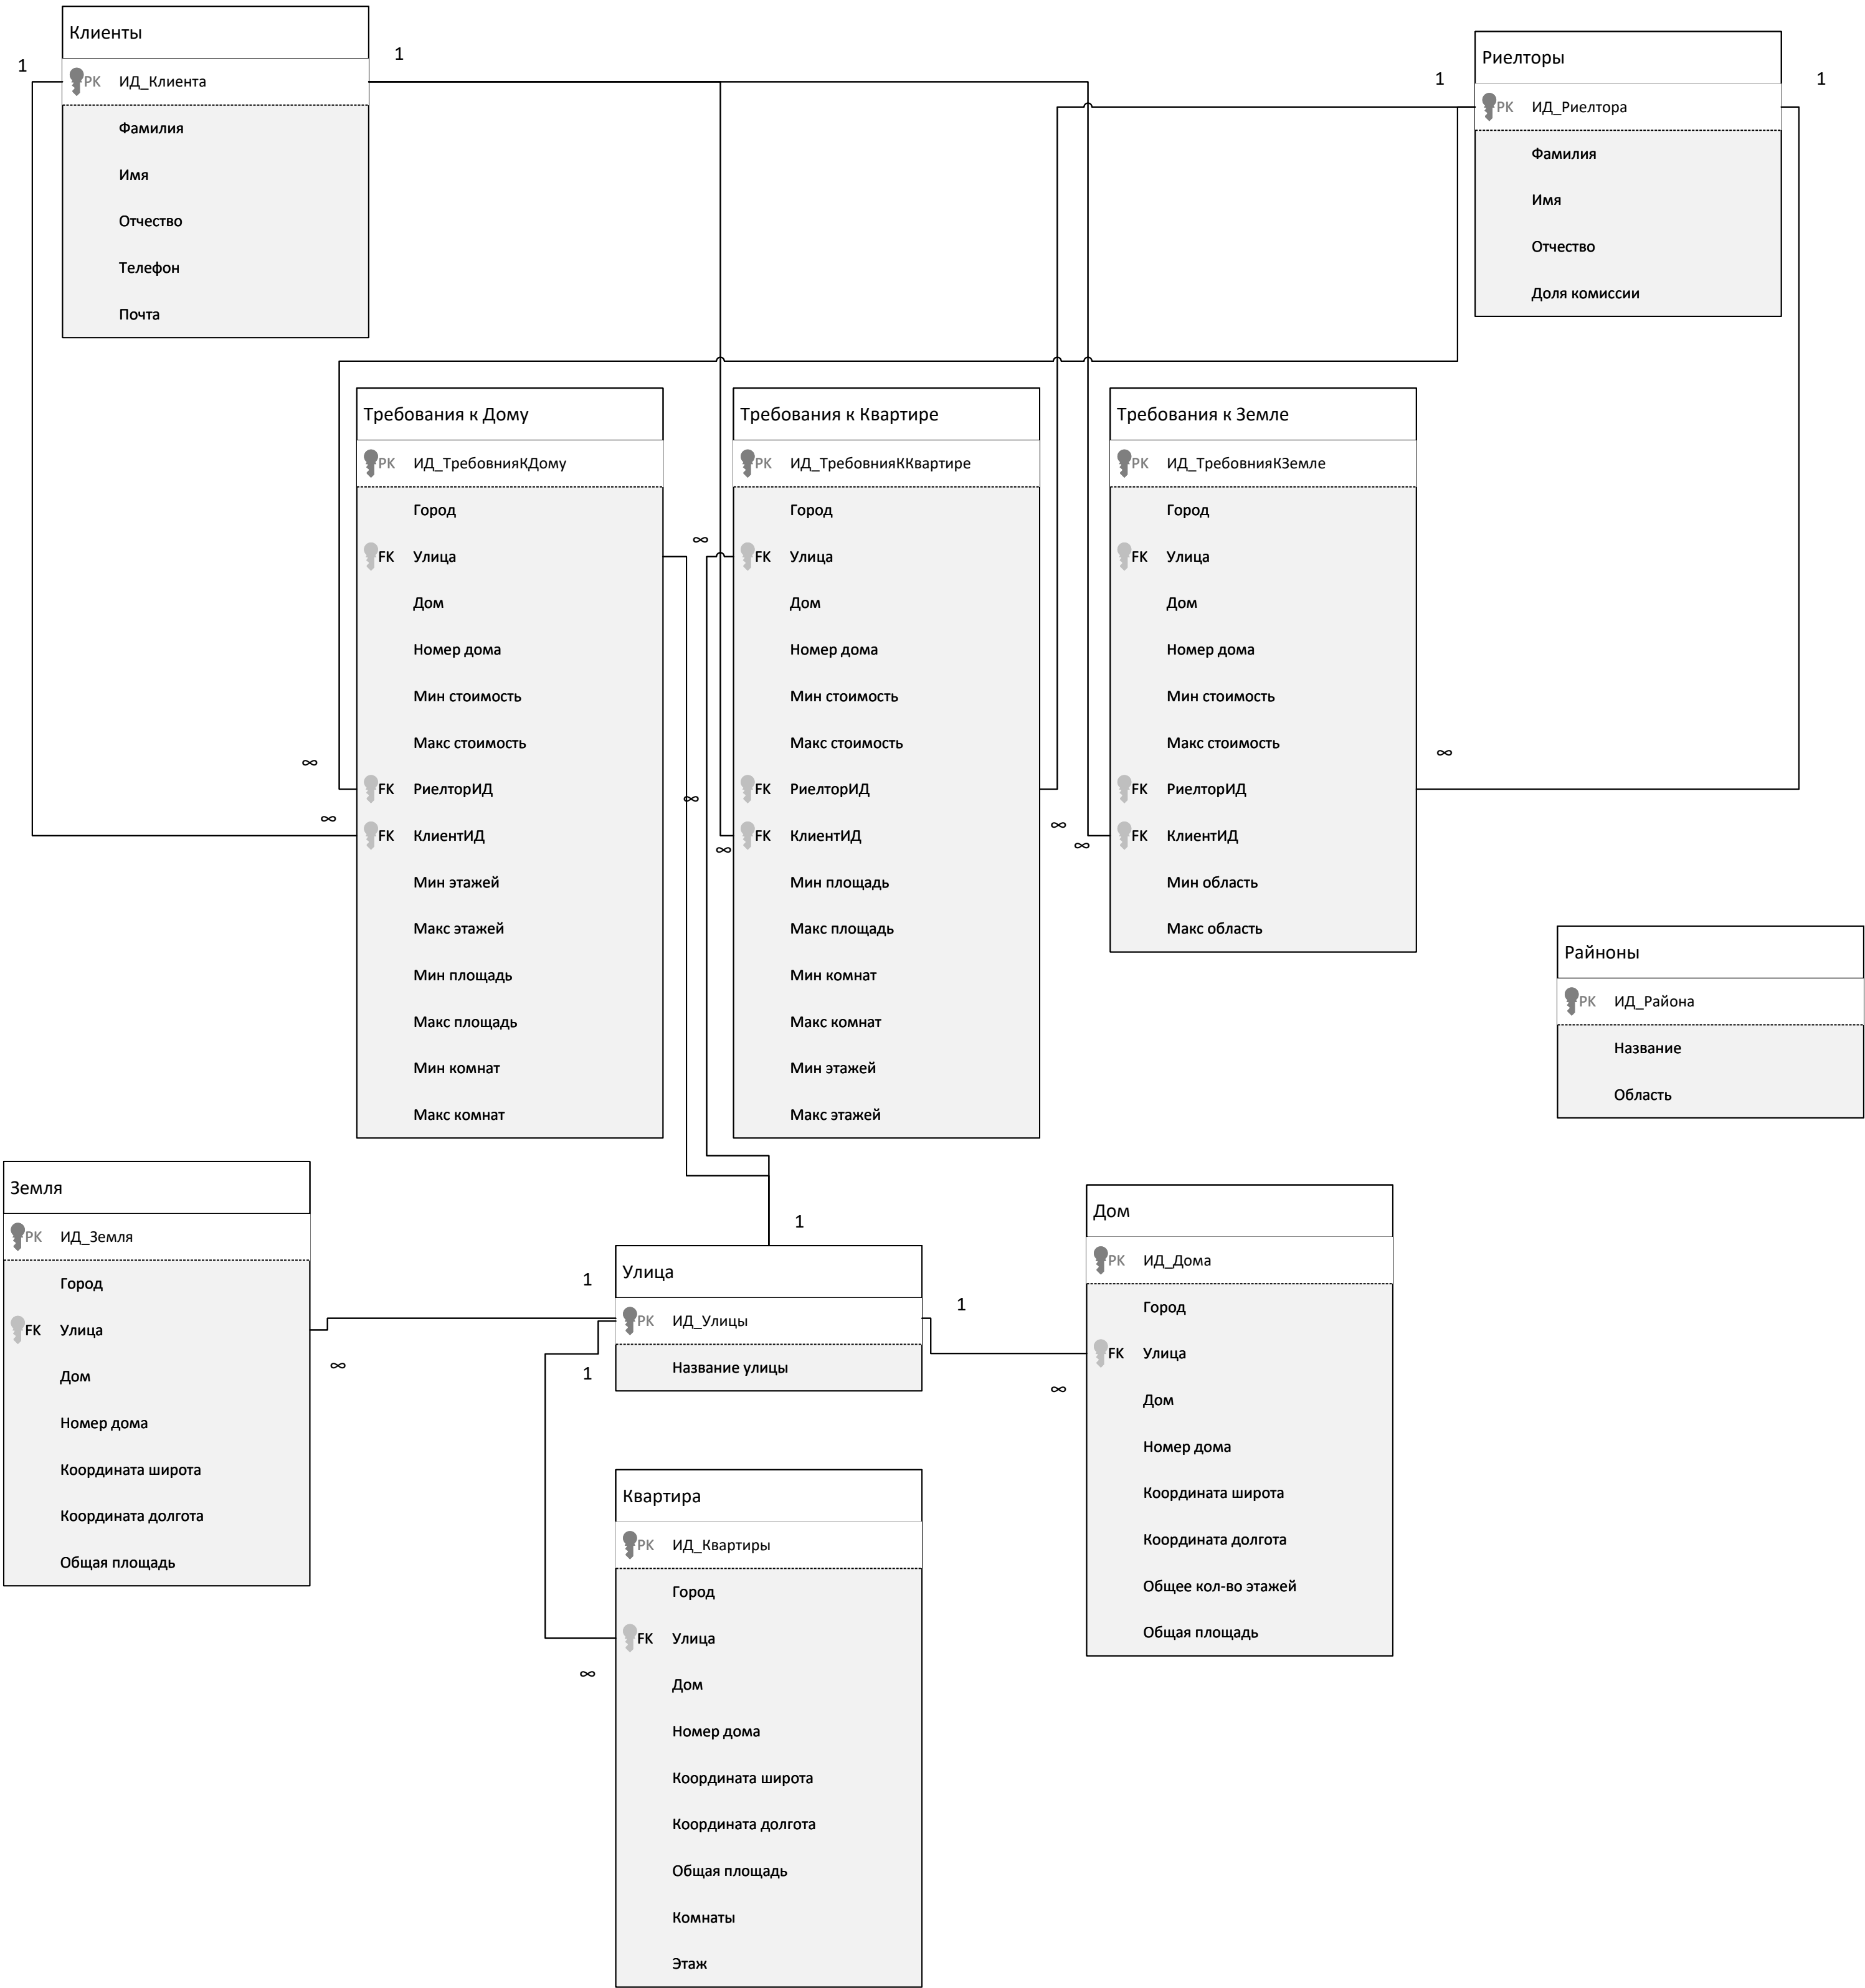 Клиенты
1
1
PK ИД_Клиента
Фамилия
Имя
Отчество
Телефон
Почта
Риелторы
1
1
PK ИД_Риелтора
Фамилия
Имя
Отчество
Доля комиссии
Требования к Дому
PK ИД_ТребовнияКДому
Город
FK Улица
Дом
Номер дома
Мин стоимость
Макс стоимость
∞
FK РиелторИД
∞
FK КлиентИД
Мин этажей
Макс этажей
Мин площадь
Макс площадь
Мин комнат
Макс комнат
Требования к Квартире
PK ИД_ТребовнияККвартире
Город
∞
FK Улица
Дом
Номер дома
Мин стоимость
Макс стоимость
FK РиелторИД
∞
FK КлиентИД
∞
Мин площадь
Макс площадь
Мин комнат
Макс комнат
Мин этажей
Макс этажей
Требования к Земле
PK ИД_ТребовнияКЗемле
Город
FK Улица
Дом
Номер дома
Мин стоимость
Макс стоимость
∞
FK РиелторИД
∞
FK КлиентИД
∞
Мин область
Макс область
Райноны
PK ИД_Района
Название
Область
Земля
PK ИД_Земля
Город
FK Улица
∞
Дом
Номер дома
Координата широта
Координата долгота
Общая площадь
1
Улица
1
1
PK ИД_Улицы
Название улицы
1
Дом
PK ИД_Дома
Город
FK Улица
∞
Дом
Номер дома
Координата широта
Координата долгота
Общее кол-во этажей
Общая площадь
Квартира
PK ИД_Квартиры
Город
FK Улица
∞
Дом
Номер дома
Координата широта
Координата долгота
Общая площадь
Комнаты
Этаж